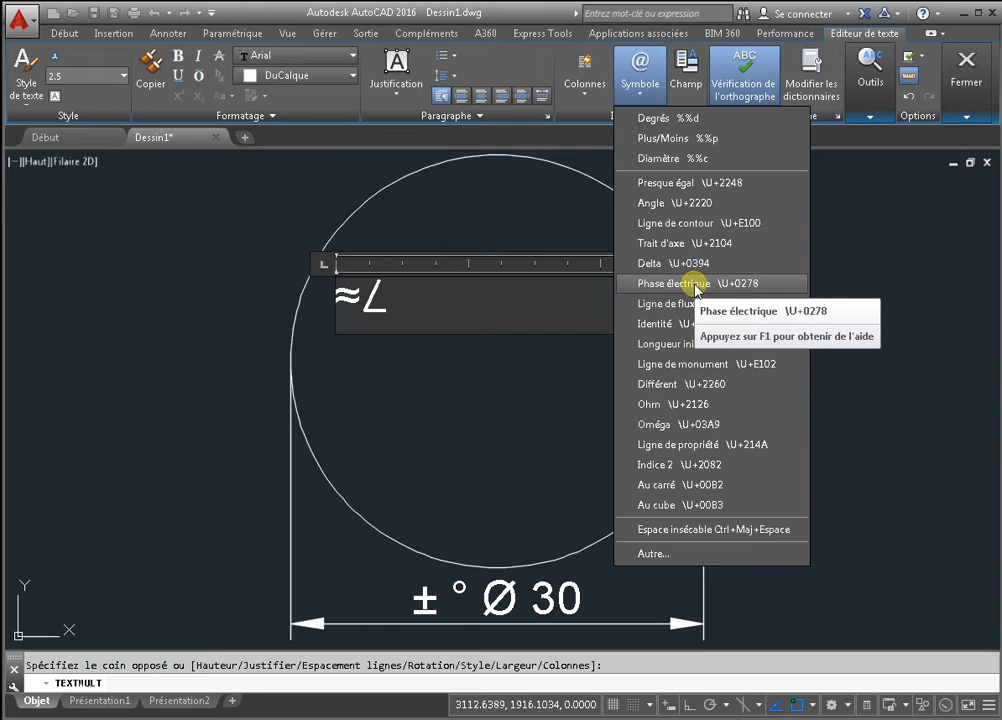 Autodesk AutoCAD 2016 Dessin1.dwg
Entrez mot-clé ou expression
Se connecter
Début Insertion Annoter Paramétrique Vue Gérer Sortie Compléments A360 Express Tools Applications associées BIM 360 Performance Editeur de texte
A
Style de texte
2.5
Style
Copier
B I A
Arial
U O
DuCalque
Formatage
A
Justification
Paragraphe
Colonnes
@
Symbole
Champ
ABC
Vérification de l'orthographe
Modifier les dictionnaires
Outils
Options
Fermer
Début
Dessin1*
[−][Haut][Filaire 2D]
Degrés %%d
Plus/Moins %%p
Diamètre %%c
Presque égal \U+2248
Angle \U+2220
Ligne de contour \U+E100
Trait d'axe \U+2104
Delta \U+0394
Phase électrique \U+0278
Ligne de flux
Identité \U+
Longueur ini
Ligne de monument \U+E102
Différent \U+2260
Ohm \U+2126
Oméga \U+03A9
Ligne de propriété \U+214A
Indice 2 \U+2082
Au carré \U+00B2
Au cube \U+00B3
Espace insécable Ctrl+Maj+Espace
Autre...
Phase électrique \U+0278
Appuyez sur F1 pour obtenir de l'aide
L
≈∠
± ° Ø 30
Y
X
Spécifiez le coin opposé ou [Hauteur/Justifier/Espacement lignes/Rotation/Style/Largeur/Colonnes]:
TEXTMULT
Objet Présentation1 Présentation2 +
3112.6389, 1916.1034, 0.0000